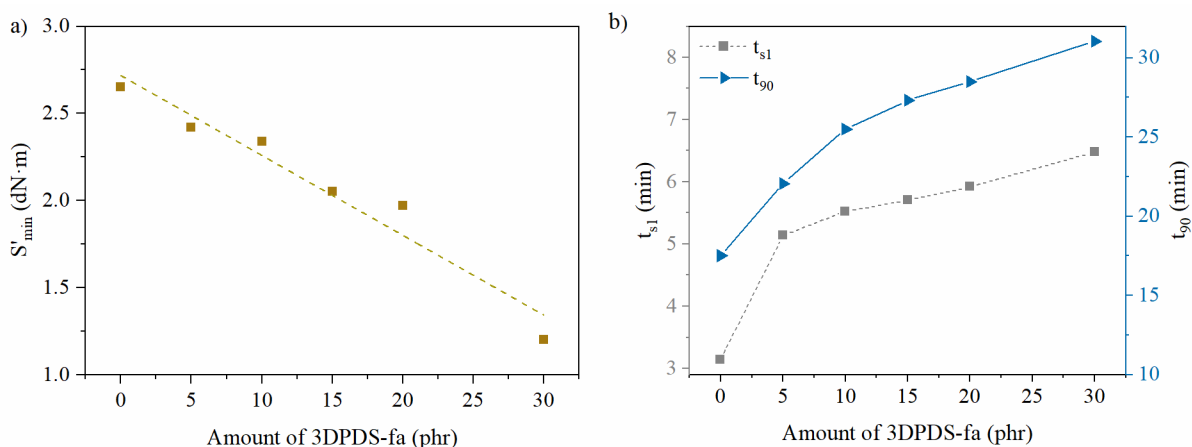 a)
3.0
2.5
2.0
1.5
1.0
S'min (dN·m)
0 5 10 15 20 25 30
Amount of 3DPDS-fa (phr)
b)
ts1
t90
8
7
6
5
4
3
ts1 (min)
30
25
20
15
10
t90 (min)
0 5 10 15 20 25 30
Amount of 3DPDS-fa (phr)